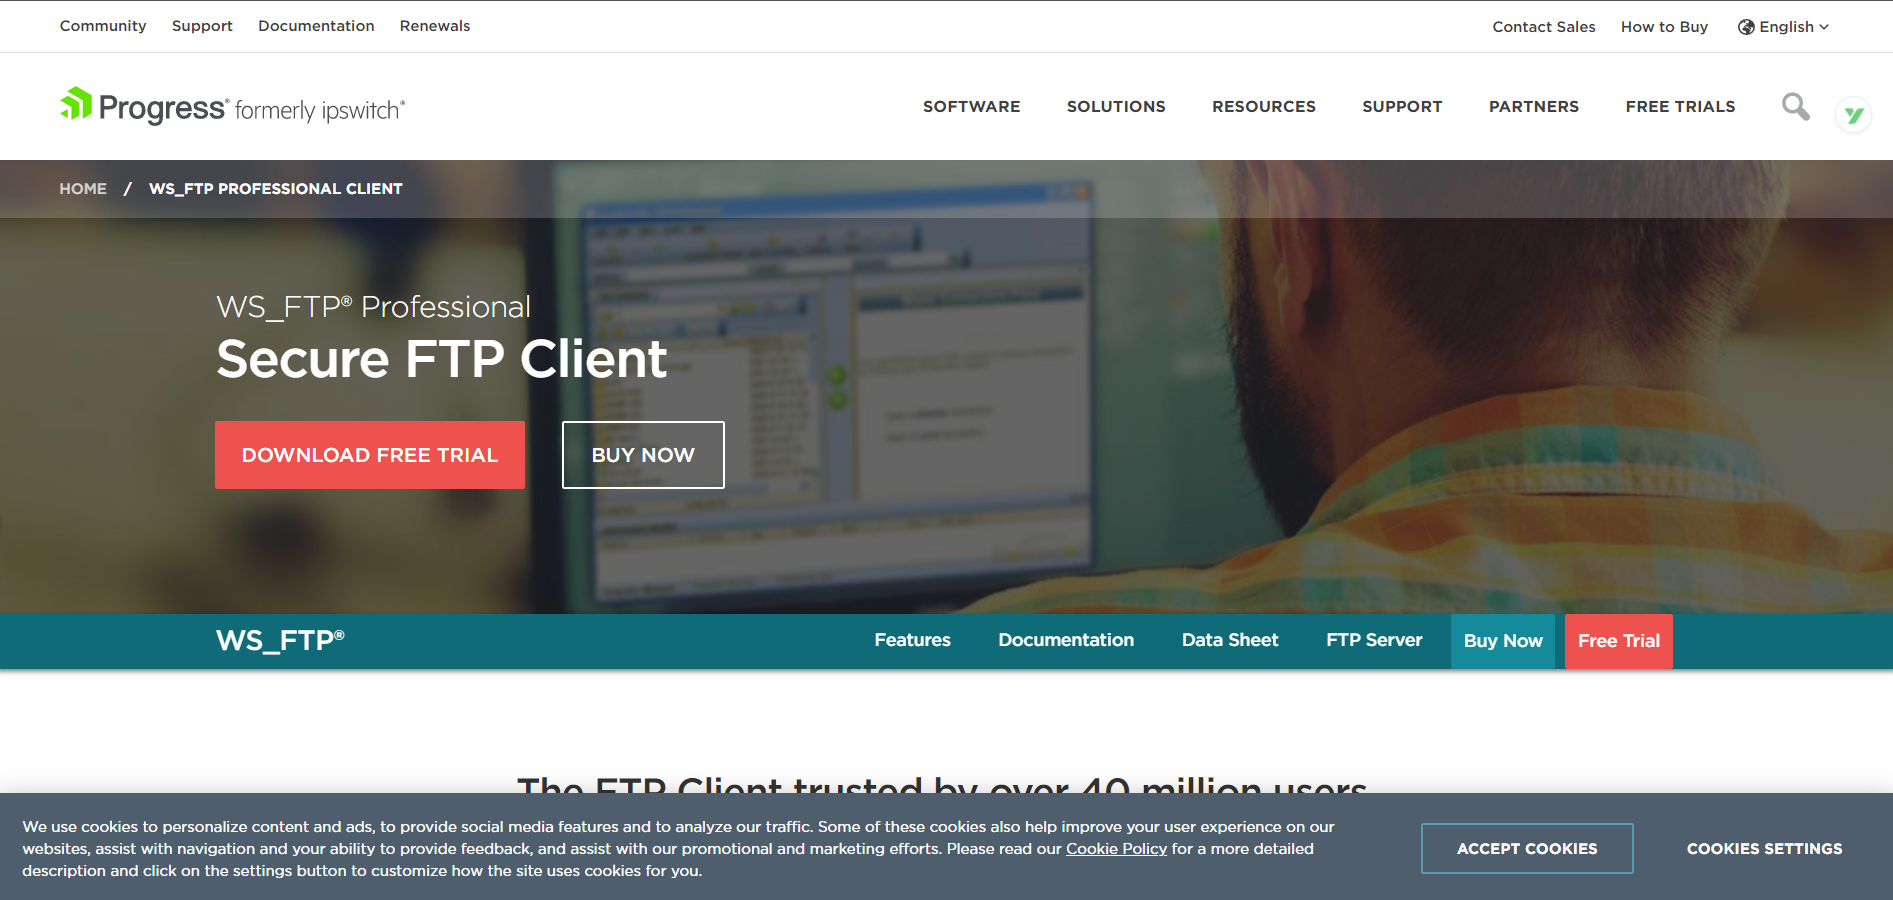 Community Support Documentation Renewals
Contact Sales How to Buy English
Progress® formerly ipswitch®
SOFTWARE SOLUTIONS RESOURCES SUPPORT PARTNERS FREE TRIALS
HOME / WS_FTP PROFESSIONAL CLIENT
WS_FTP® Professional
Secure FTP Client
DOWNLOAD FREE TRIAL BUY NOW
WS_FTP® Features Documentation Data Sheet FTP Server Buy Now Free Trial
The FTP Client trusted by over 40 million users
We use cookies to personalize content and ads, to provide social media features and to analyze our traffic. Some of these cookies also help improve your user experience on our
websites, assist with navigation and your ability to provide feedback, and assist with our promotional and marketing efforts. Please read our Cookie Policy for a more detailed
description and click on the settings button to customize how the site uses cookies for you.
ACCEPT COOKIES COOKIES SETTINGS